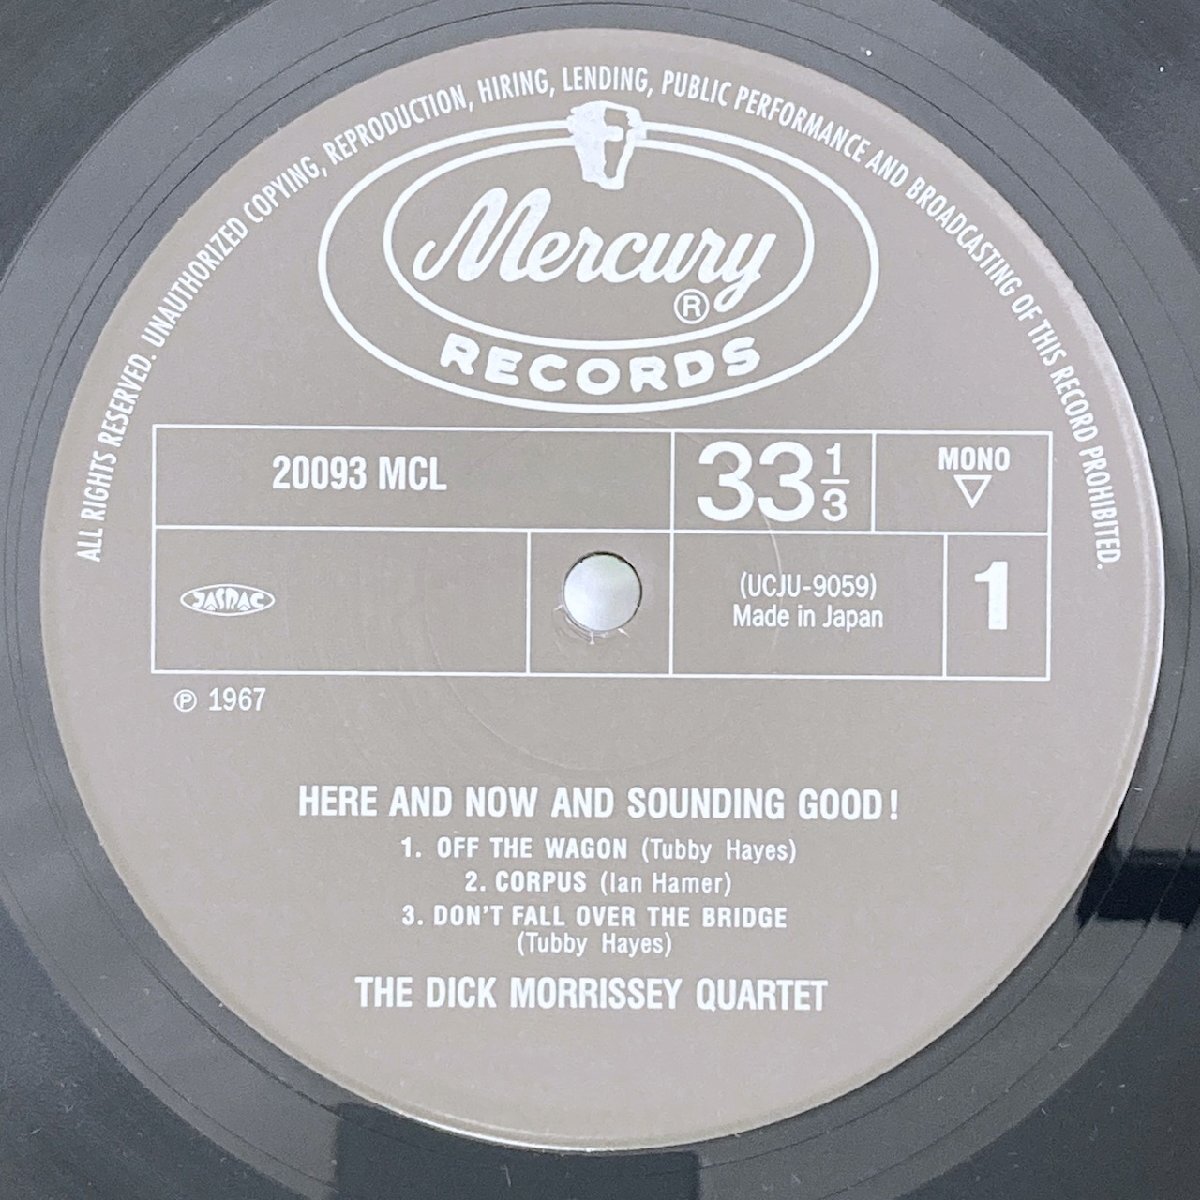 ALL RIGHTS RESERVED. UNAUTHORIZED COPYING, REPRODUCTION, HIRING, LENDING, PUBLIC PERFORMANCE AND BROADCASTING OF THIS RECORD PROHIBITED.
Mercury ®
RECORDS
20093 MCL
33 1/3
MONO
JASRAC
(UCJU-9059)
Made in Japan
1
℗ 1967
HERE AND NOW AND SOUNDING GOOD!
1. OFF THE WAGON (Tubby Hayes)
2. CORPUS (Ian Hamer)
3. DON'T FALL OVER THE BRIDGE
(Tubby Hayes)
THE DICK MORRISSEY QUARTET